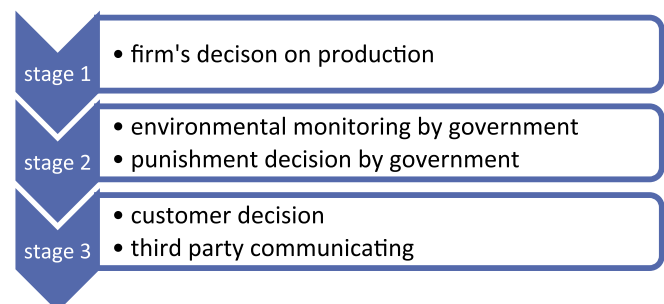 stage 1
• firm's decison on production
stage 2
• environmental monitoring by government
• punishment decision by government
stage 3
• customer decision
• third party communicating